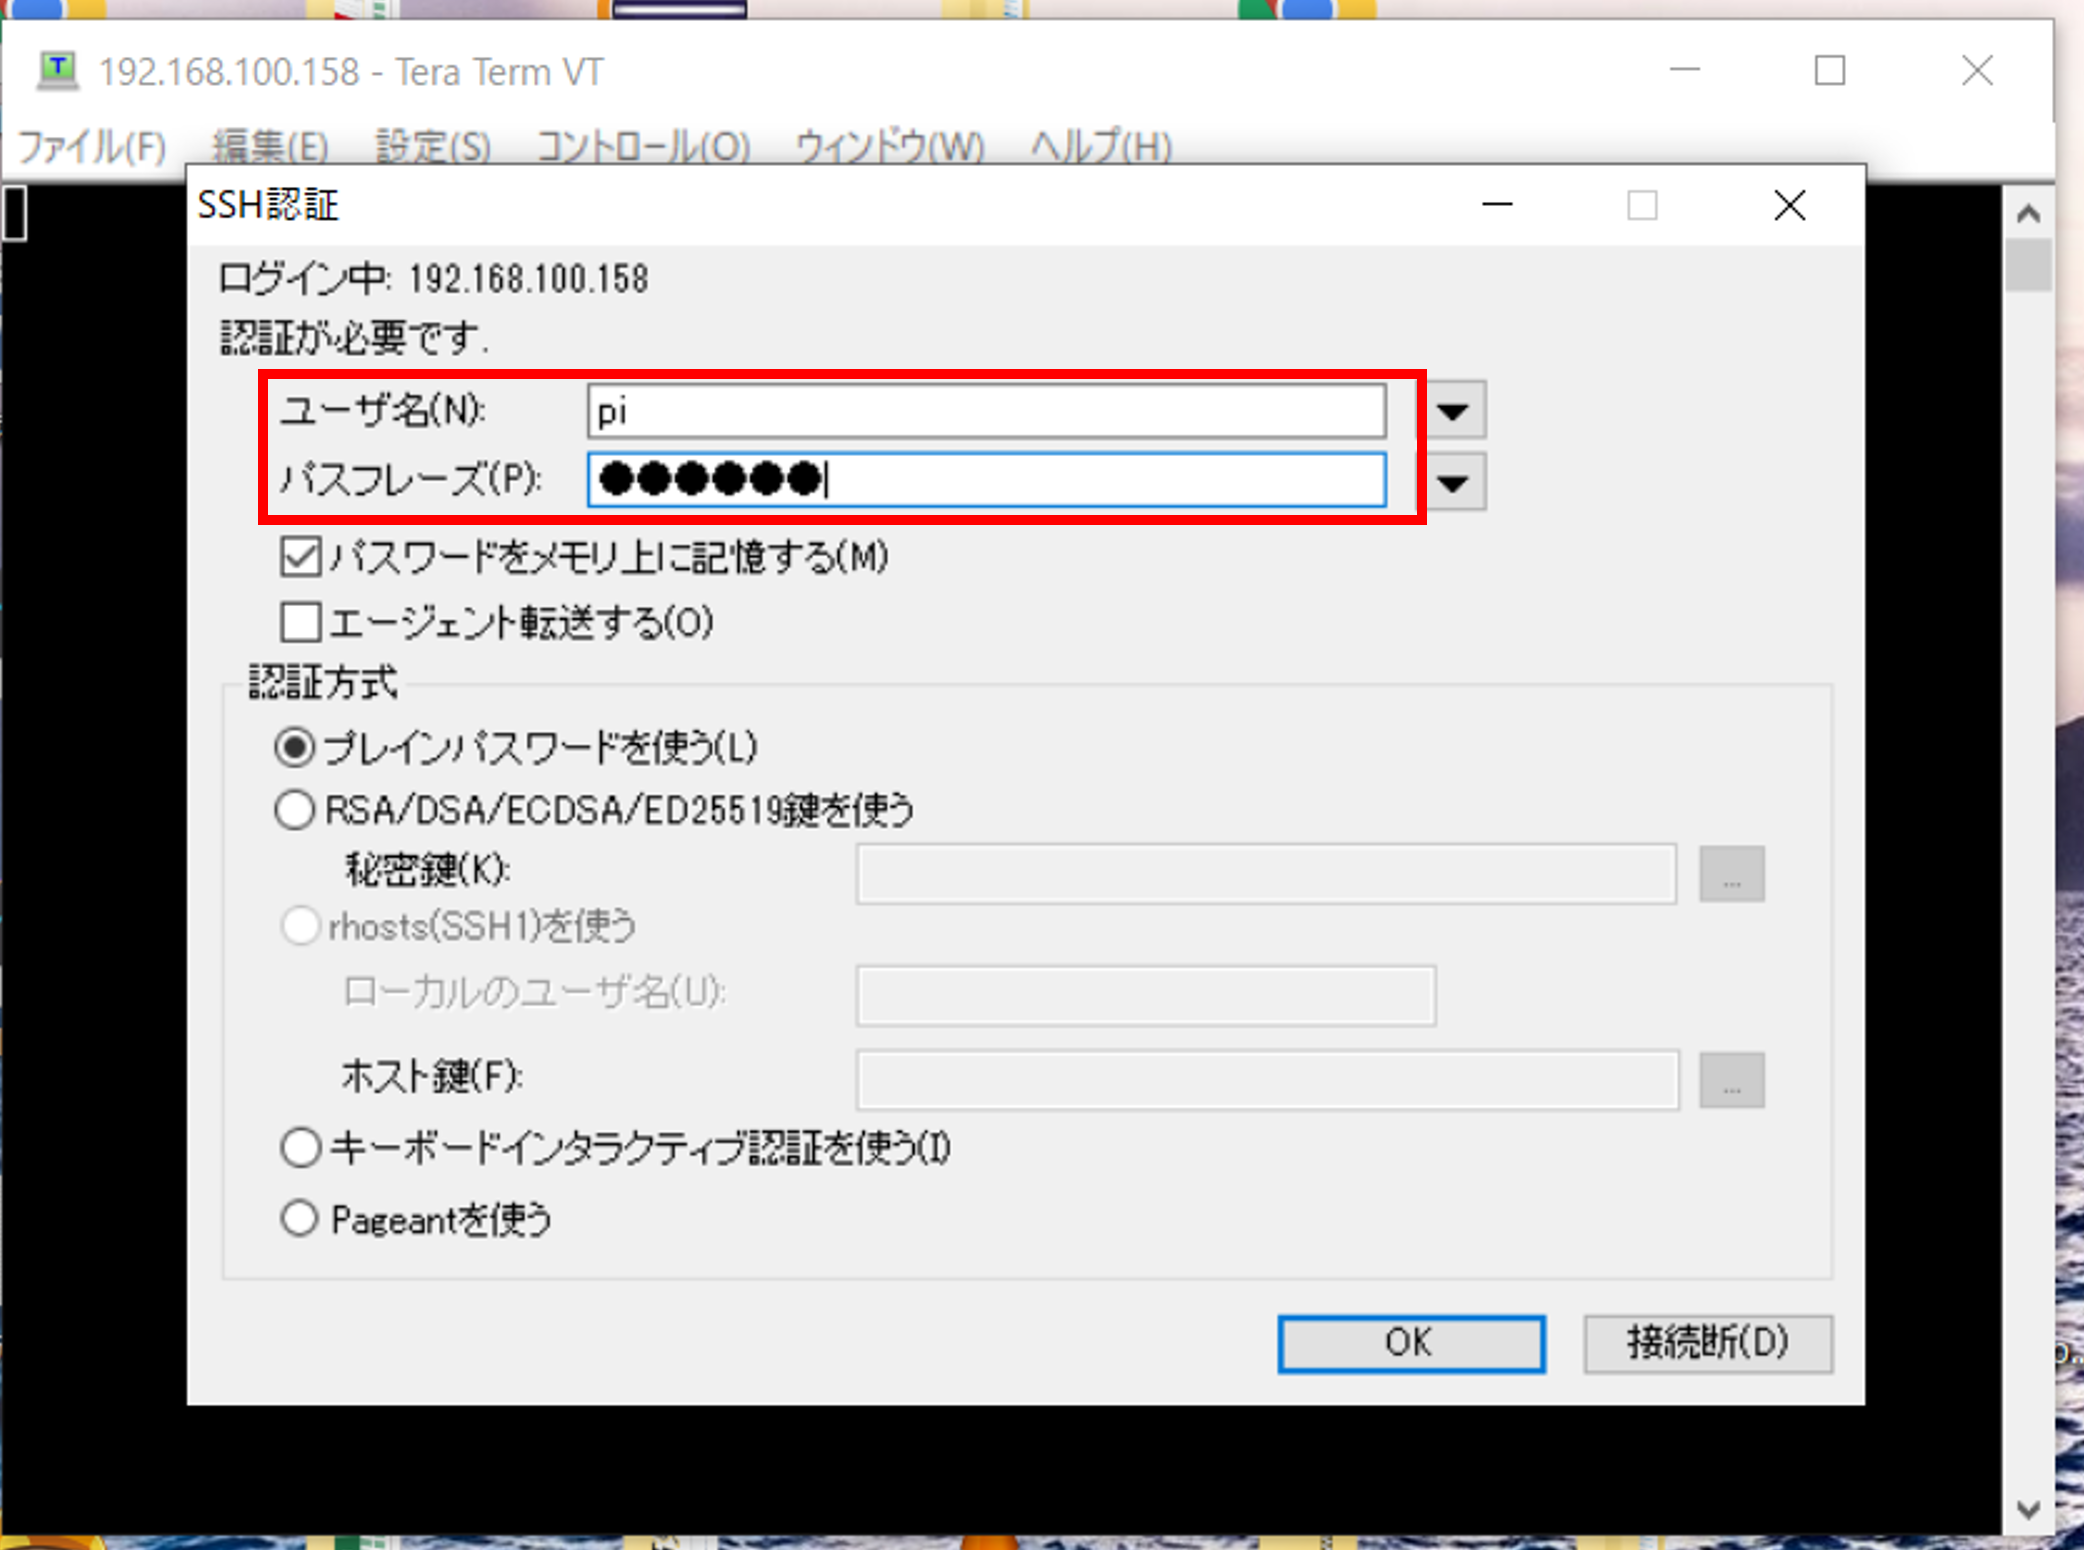 192.168.100.158 - Tera Term VT
ファイル(F) 編集(E) 設定(S) コントロール(O) ウィンドウ(W) ヘルプ(H)
SSH認証
ログイン中: 192.168.100.158
認証が必要です.
ユーザ名(N): pi
パスフレーズ(P): ●●●●●●
パスワードをメモリ上に記憶する(M)
エージェント転送する(O)
認証方式
プレインパスワードを使う(L)
RSA/DSA/ECDSA/ED25519鍵を使う
秘密鍵(K): ...
rhosts(SSH1)を使う
ローカルのユーザ名(U):
ホスト鍵(F): ...
キーボードインタラクティブ認証を使う(I)
Pageantを使う
OK 接続断(D)